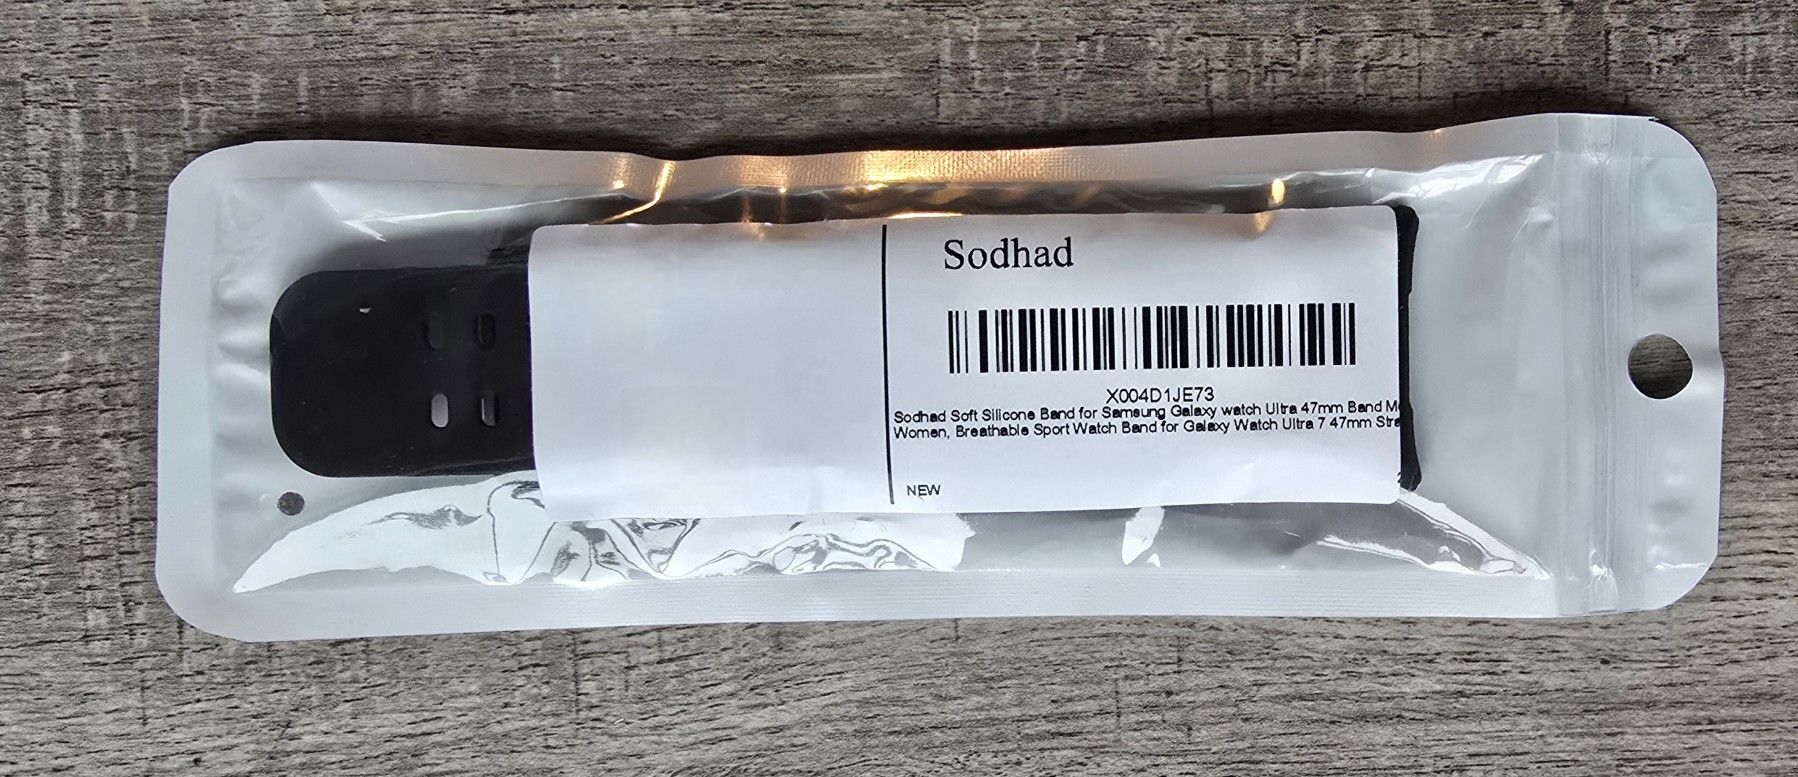 Sodhad
X004D1JE73
Sodhad Soft Silicone Band for Samsung Galaxy watch Ultra 47mm Band
Women, Breathable Sport Watch Band for Galaxy Watch Ultra 7 47mm
NEW